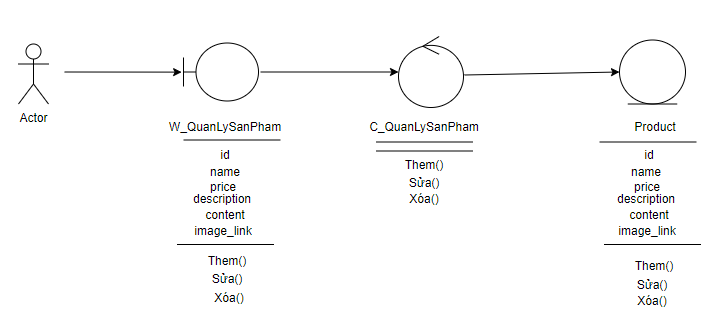 Actor
W_QuanLySanPham
id
name
price
description
content
image_link
Them()
Sửa()
Xóa()
C_QuanLySanPham
Them()
Sửa()
Xóa()
Product
id
name
price
description
content
image_link
Them()
Sửa()
Xóa()